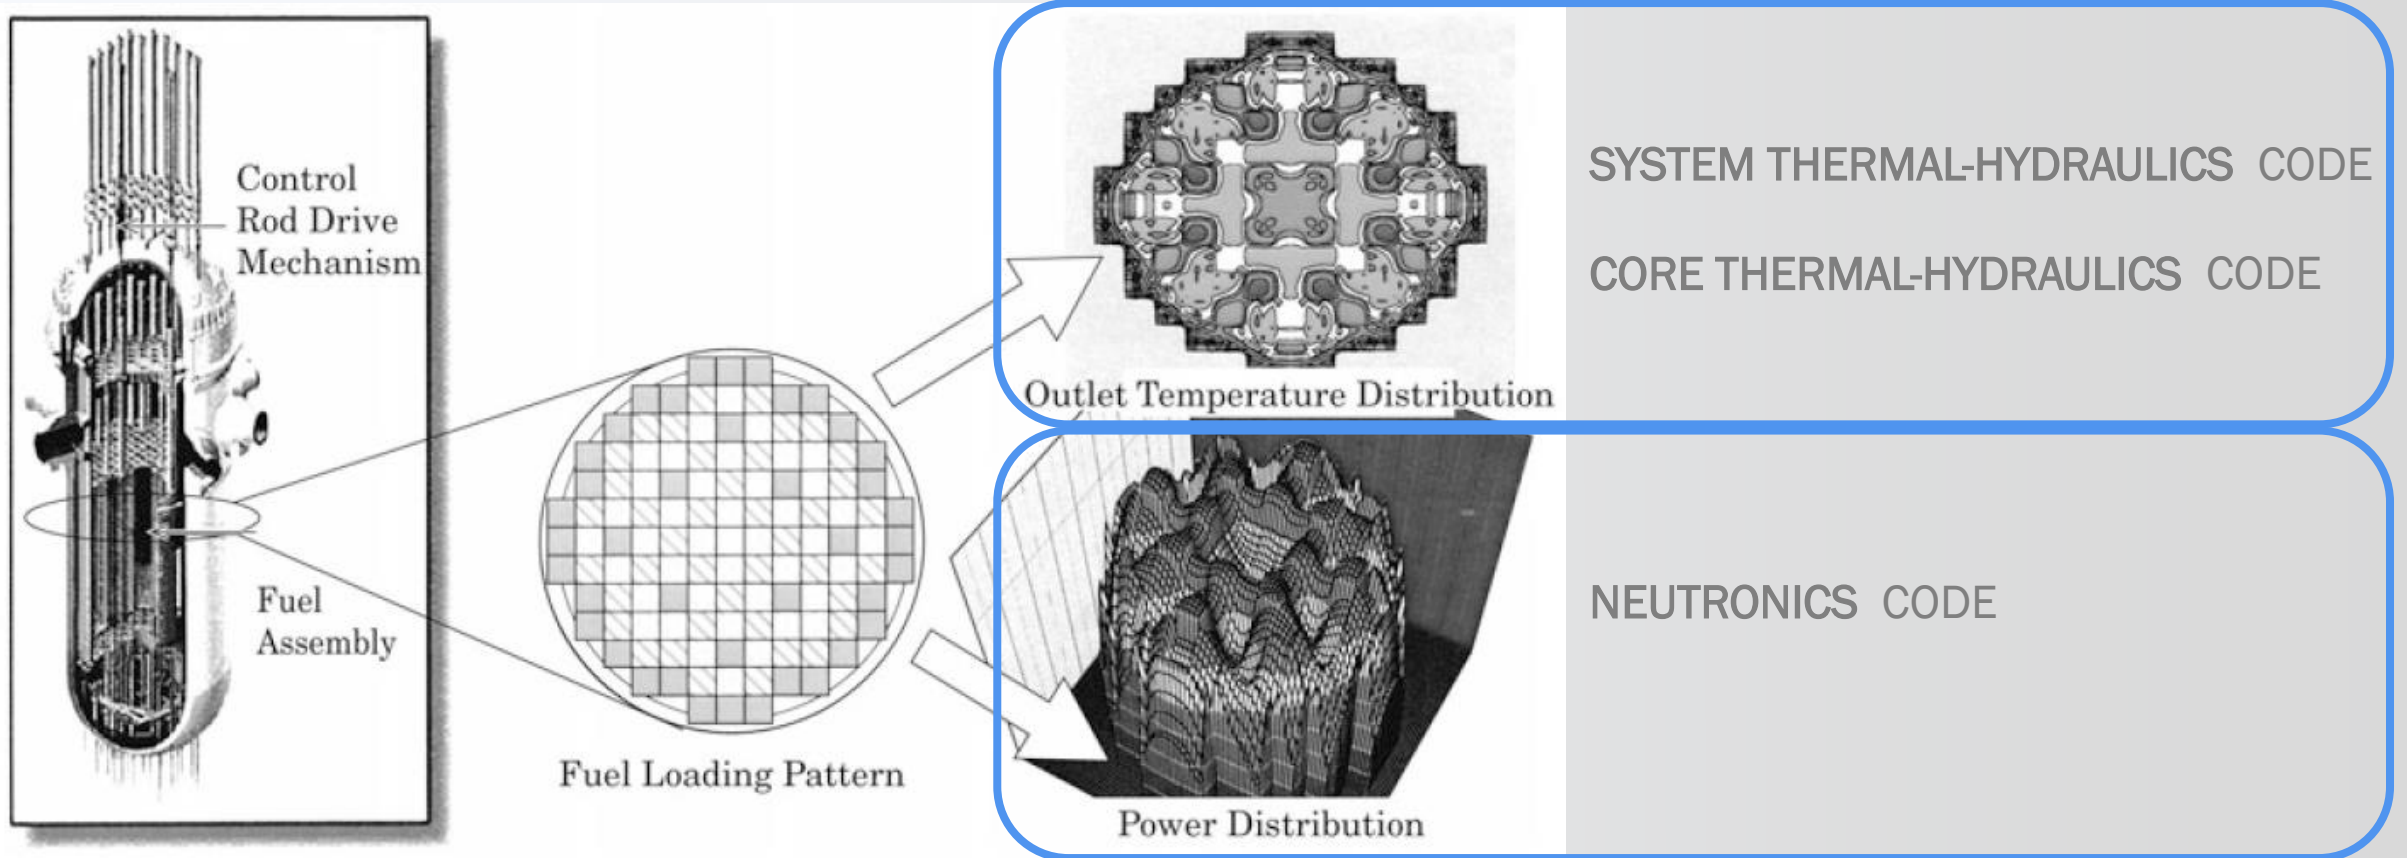 Control
Rod Drive
Mechanism
Fuel
Assembly
Fuel Loading Pattern
Outlet Temperature Distribution
Power Distribution
SYSTEM THERMAL-HYDRAULICS CODE
CORE THERMAL-HYDRAULICS CODE
NEUTRONICS CODE